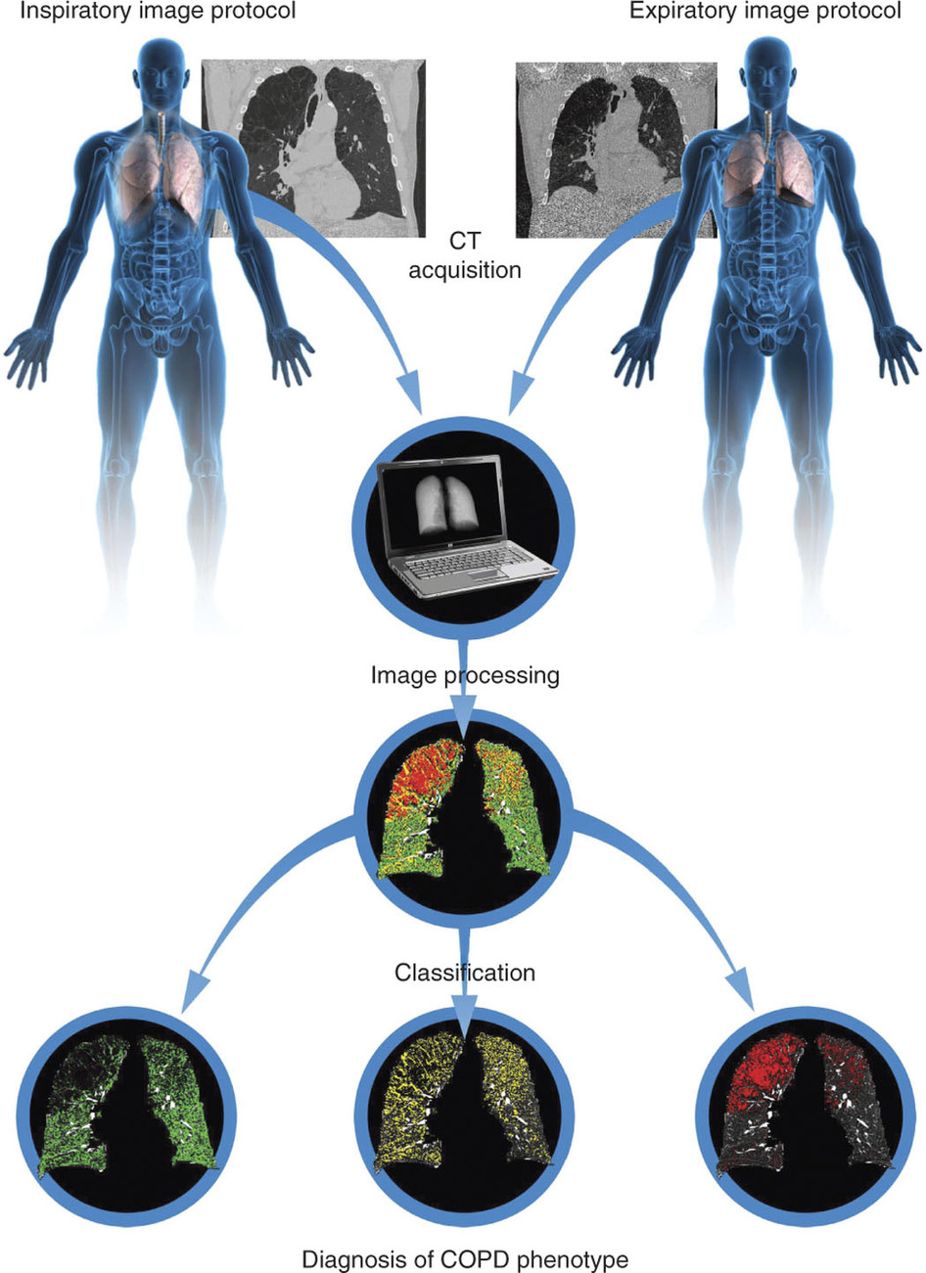 Inspiratory image protocol
Expiratory image protocol
CT
acquisition
Image processing
Classification
Diagnosis of COPD phenotype